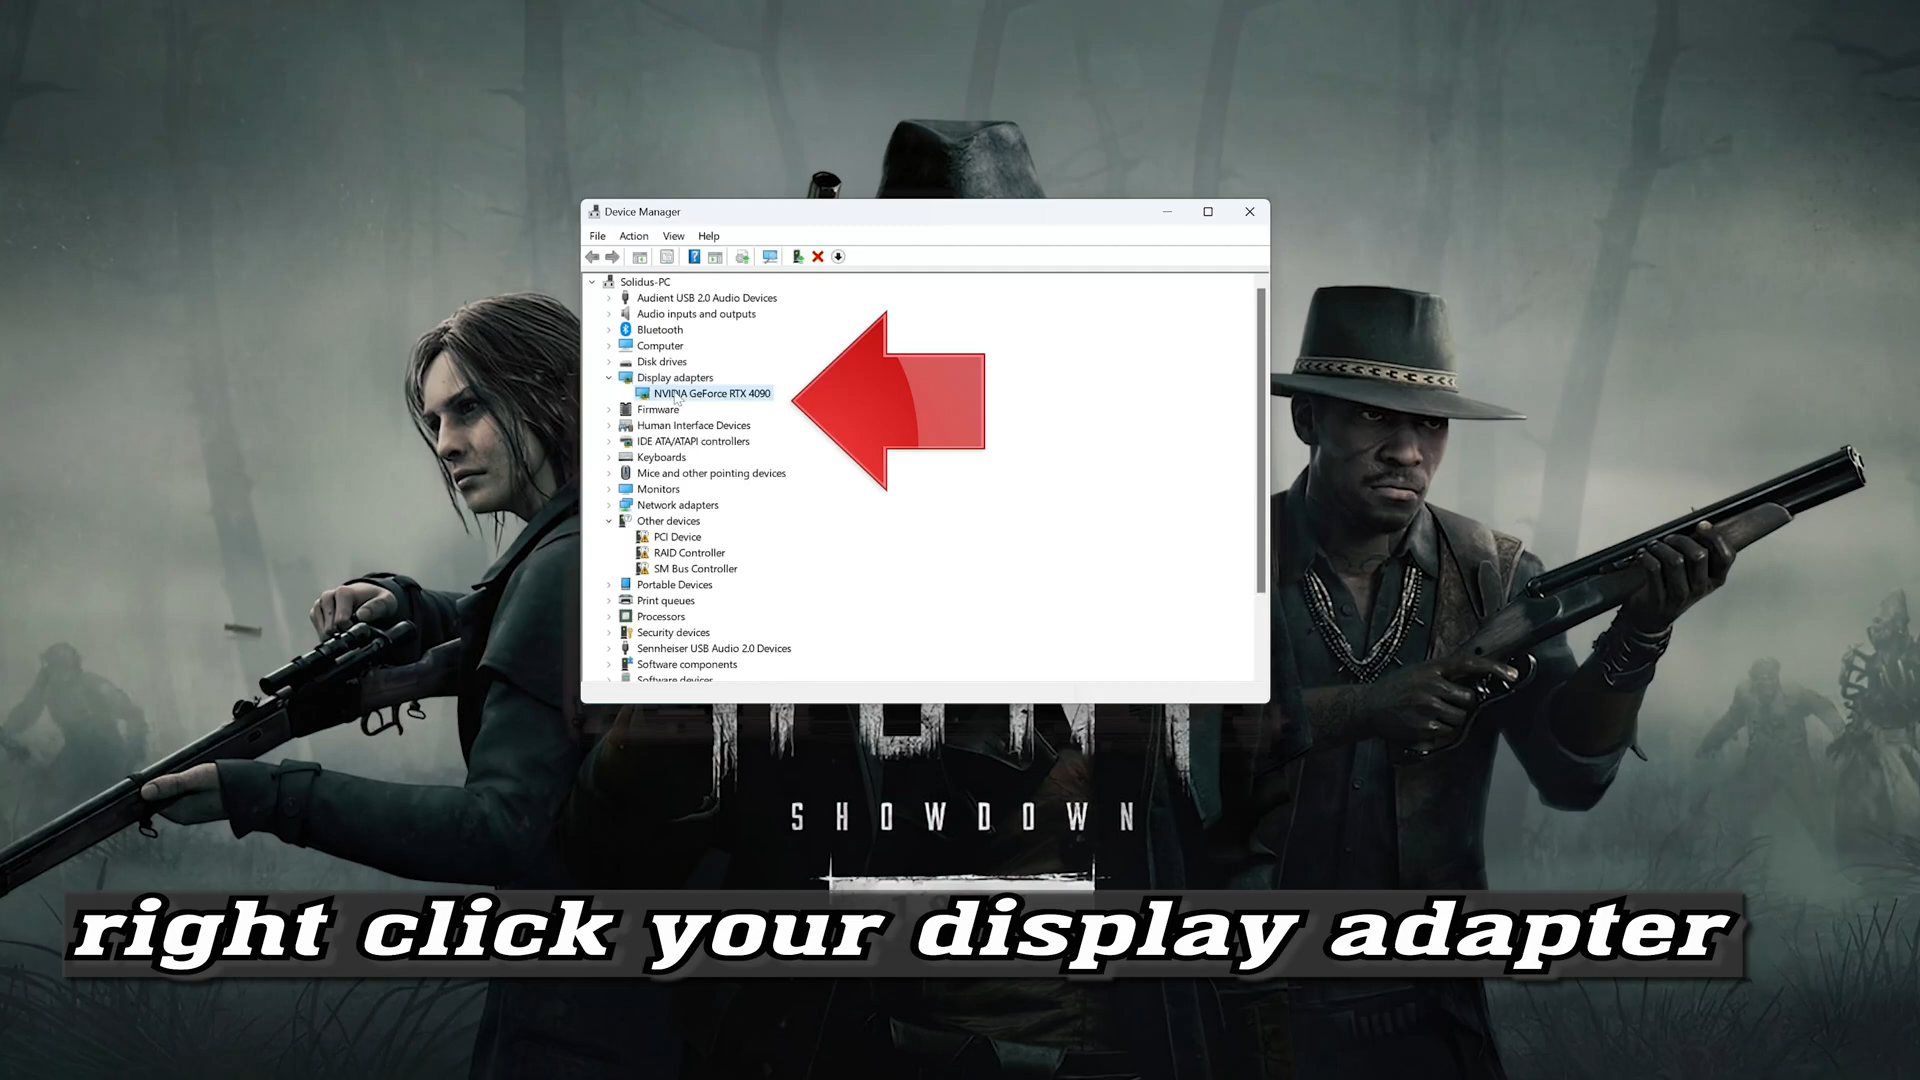 Device Manager
File Action View Help
Solidus-PC
Audient USB 2.0 Audio Devices
Audio inputs and outputs
Bluetooth
Computer
Disk drives
Display adapters
NVIDIA GeForce RTX 4090
Firmware
Human Interface Devices
IDE ATA/ATAPI controllers
Keyboards
Mice and other pointing devices
Monitors
Network adapters
Other devices
PCI Device
RAID Controller
SM Bus Controller
Portable Devices
Print queues
Processors
Security devices
Sennheiser USB Audio 2.0 Devices
Software components
Software devices
HUNT
SHOWDOWN
right click your display adapter